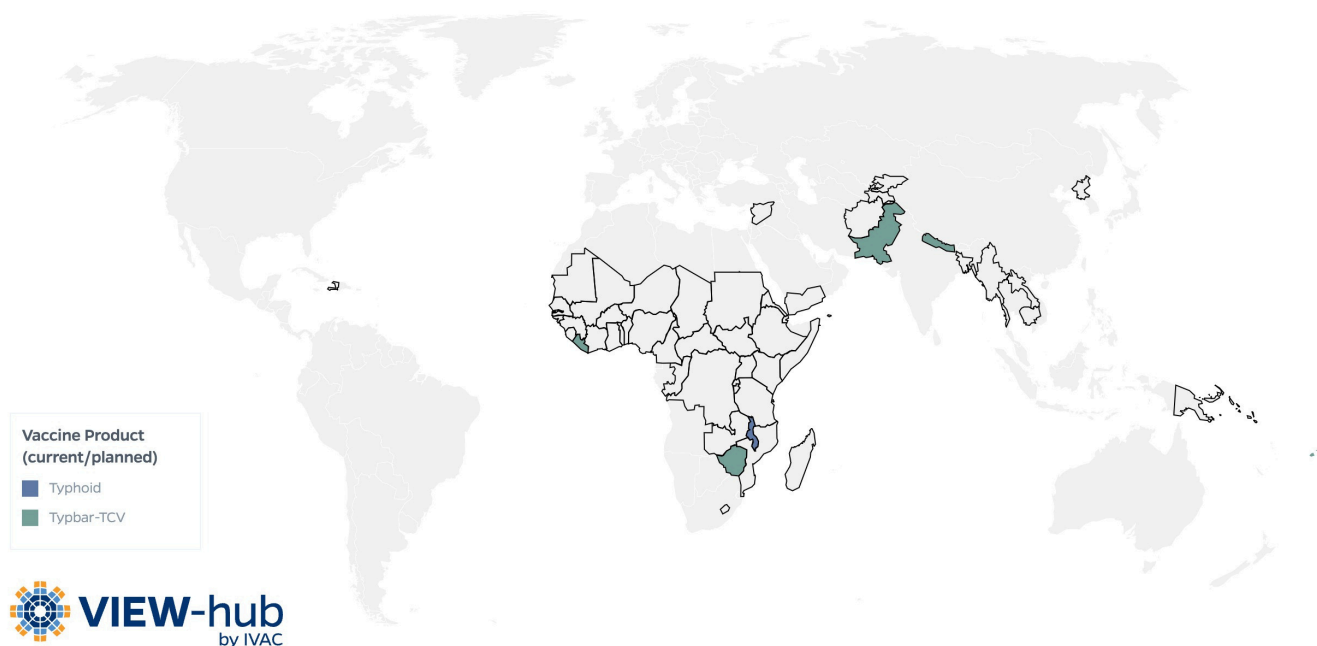 Vaccine Product
(current/planned)
Typhoid
Typbar-TCV
VIEW-hub
by IVAC